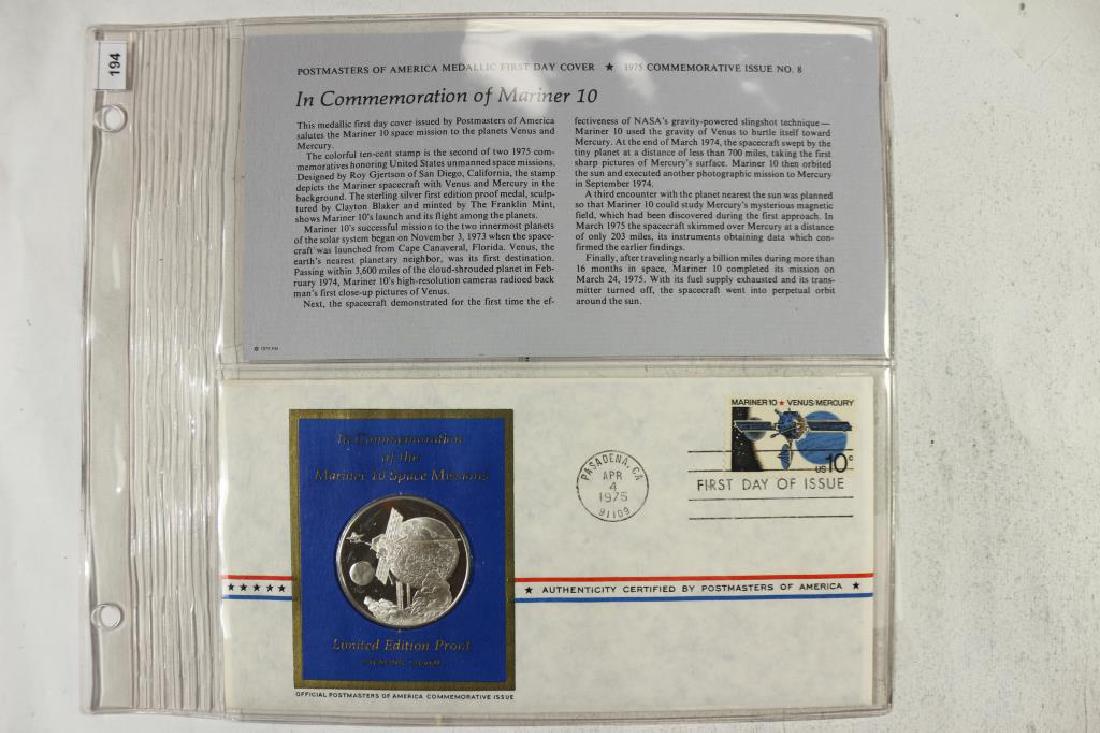 194
POSTMASTERS OF AMERICA MEDALLIC FIRST DAY COVER ★ 1975 COMMEMORATIVE ISSUE NO. 8
In Commemoration of Mariner 10
This medallic first day cover issued by Postmasters of America
salutes the Mariner 10 space mission to the planets Venus and
Mercury.
The colorful ten-cent stamp is the second of two 1975 com-
memoratives honoring United States unmanned space missions.
Designed by Roy Gjertson of San Diego, California, the stamp
depicts the Mariner spacecraft with Venus and Mercury in the
background. The sterling silver first edition proof medal, sculp-
tured by Clayton Blaker and minted by The Franklin Mint,
shows Mariner 10's launch and its flight among the planets.
Mariner 10's successful mission to the two innermost planets
of the solar system began on November 3, 1973 when the space-
craft was launched from Cape Canaveral, Florida. Venus, the
earth's nearest planetary neighbor, was its first destination.
Passing within 3,600 miles of the cloud-shrouded planet in Feb-
ruary 1974, Mariner 10's high-resolution cameras radioed back
man's first close-up pictures of Venus.
Next, the spacecraft demonstrated for the first time the ef-
fectiveness of NASA's gravity-powered slingshot technique—
Mariner 10 used the gravity of Venus to hurtle itself toward
Mercury. At the end of March 1974, the spacecraft swept by the
tiny planet at a distance of less than 700 miles, taking the first
sharp pictures of Mercury's surface. Mariner 10 then orbited
the sun and executed another photographic mission to Mercury
in September 1974.
A third encounter with the planet nearest the sun was planned
so that Mariner 10 could study Mercury's mysterious magnetic
field, which had been discovered during the first approach. In
March 1975 the spacecraft skimmed over Mercury at a distance
of only 203 miles, its instruments obtaining data which con-
firmed the earlier findings.
Finally, after traveling nearly a billion miles during more than
16 months in space, Mariner 10 completed its mission on
March 24, 1975. With its fuel supply exhausted and its trans-
mitter turned off, the spacecraft went into perpetual orbit
around the sun.
© 1975 FM
In Commemoration
of the
Mariner 10 Space Missions
Limited Edition Proof
STERLING SILVER
OFFICIAL POSTMASTERS OF AMERICA COMMEMORATIVE ISSUE
PASADENA, CA
APR
4
1975
91109
MARINER 10 ★ VENUS/MERCURY
US 10c
FIRST DAY OF ISSUE
★ ★ ★ ★ ★ ★ AUTHENTICITY CERTIFIED BY POSTMASTERS OF AMERICA ★